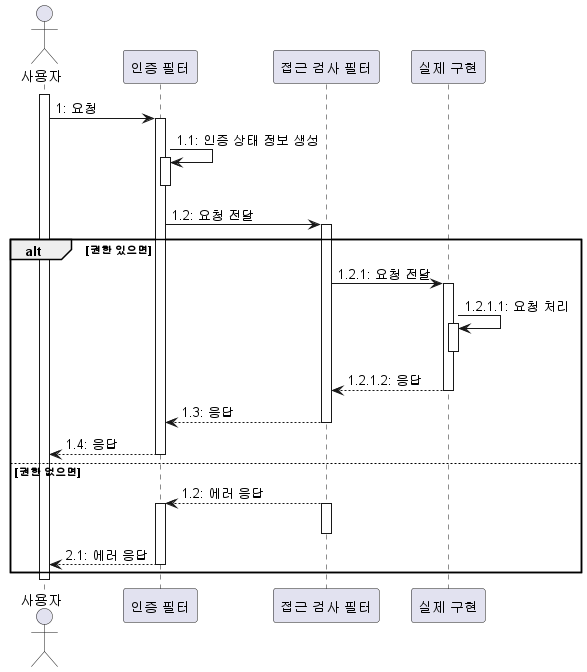 사용자
인증 필터
접근 검사 필터
실제 구현
1: 요청
1.1: 인증 상태 정보 생성
1.2: 요청 전달
alt
[권한 있으면]
1.2.1: 요청 전달
1.2.1.1: 요청 처리
1.2.1.2: 응답
1.3: 응답
1.4: 응답
[권한 없으면]
1.2: 에러 응답
2.1: 에러 응답
사용자
인증 필터
접근 검사 필터
실제 구현